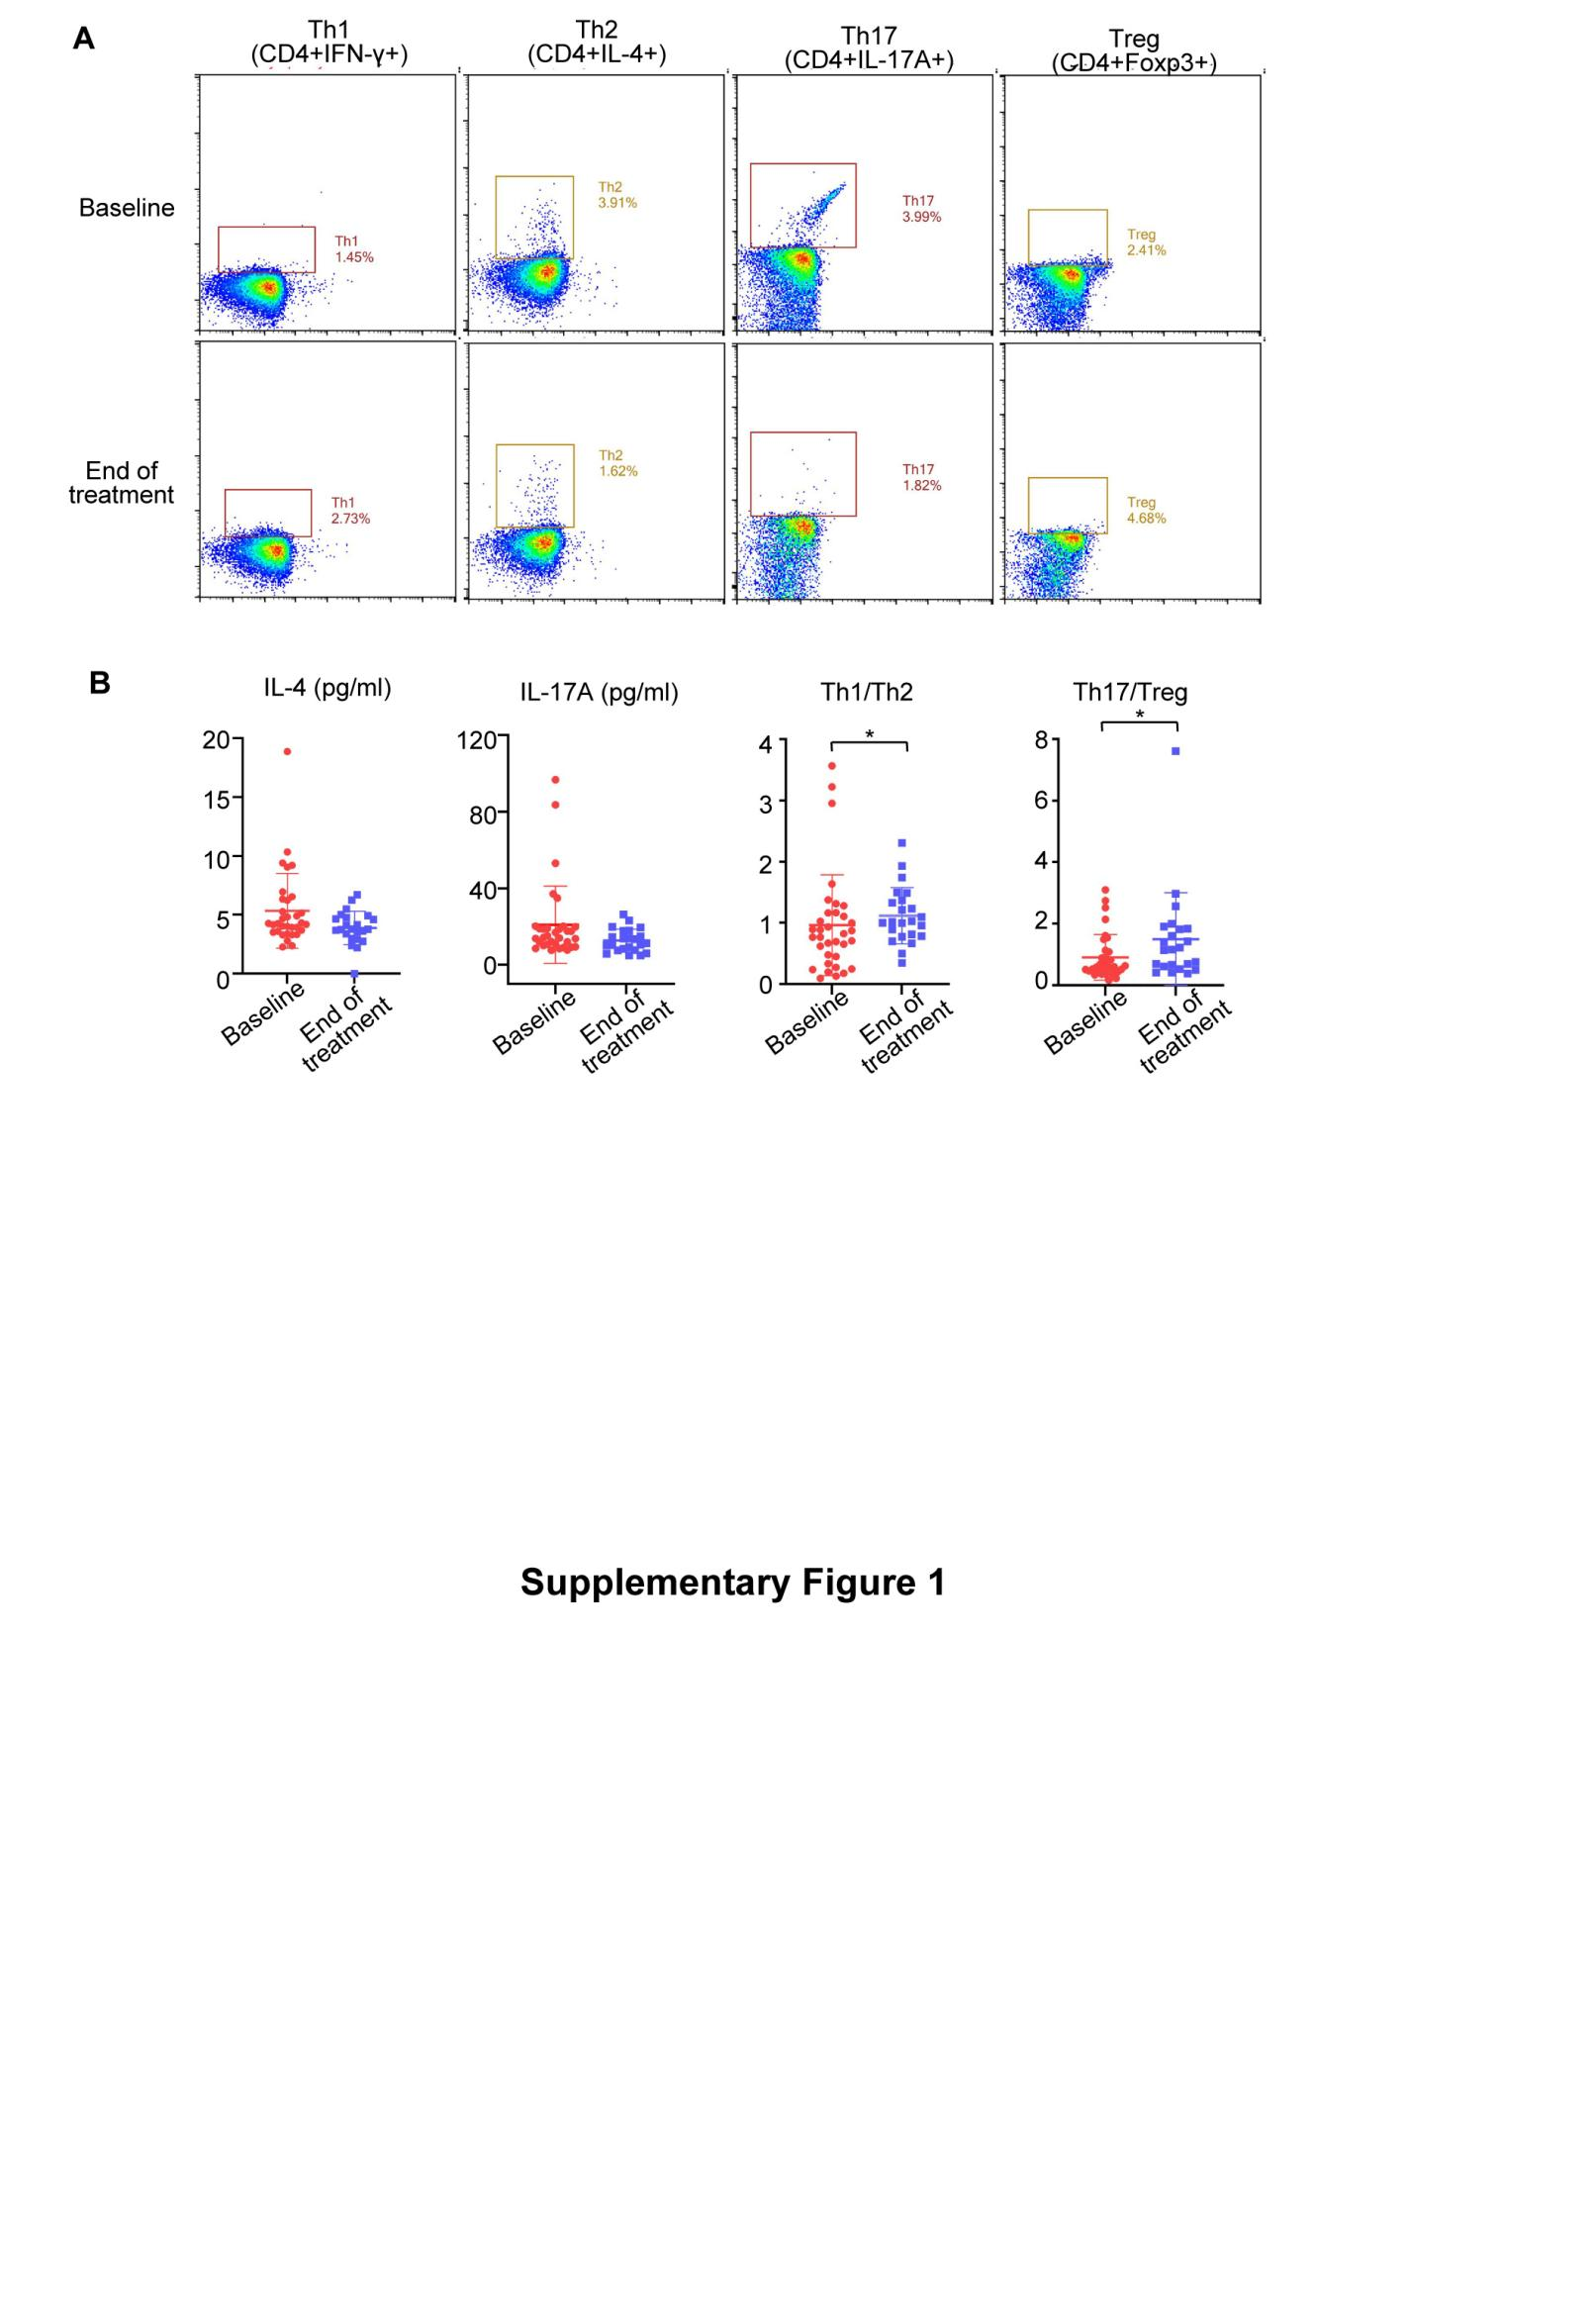 A
Th1
(CD4+IFN-γ+)
Th2
(CD4+IL-4+)
Th17
(CD4+IL-17A+)
Treg
(CD4+Foxp3+)
Baseline
Th1
1.45%
Th2
3.91%
Th17
3.99%
Treg
2.41%
End of
treatment
Th1
2.73%
Th2
1.62%
Th17
1.82%
Treg
4.68%
B
IL-4 (pg/ml)
20
15
10
5
0
Baseline
End of
treatment
IL-17A (pg/ml)
120
80
40
0
Baseline
End of
treatment
Th1/Th2
*
4
3
2
1
0
Baseline
End of
treatment
Th17/Treg
*
8
6
4
2
0
Baseline
End of
treatment
Supplementary Figure 1